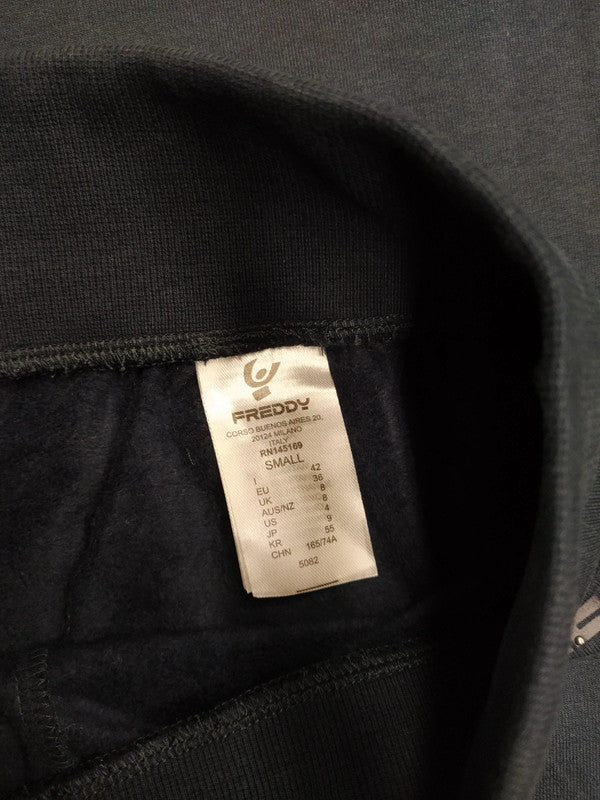 FREDDY
CORSO BUENOS AIRES 20,
20124 MILANO
ITALY
RN145169
SMALL
I 42
EU 36
UK 8
AUS/NZ 8
US 4
JP 9
KR 55
CHN 165/74A
5082